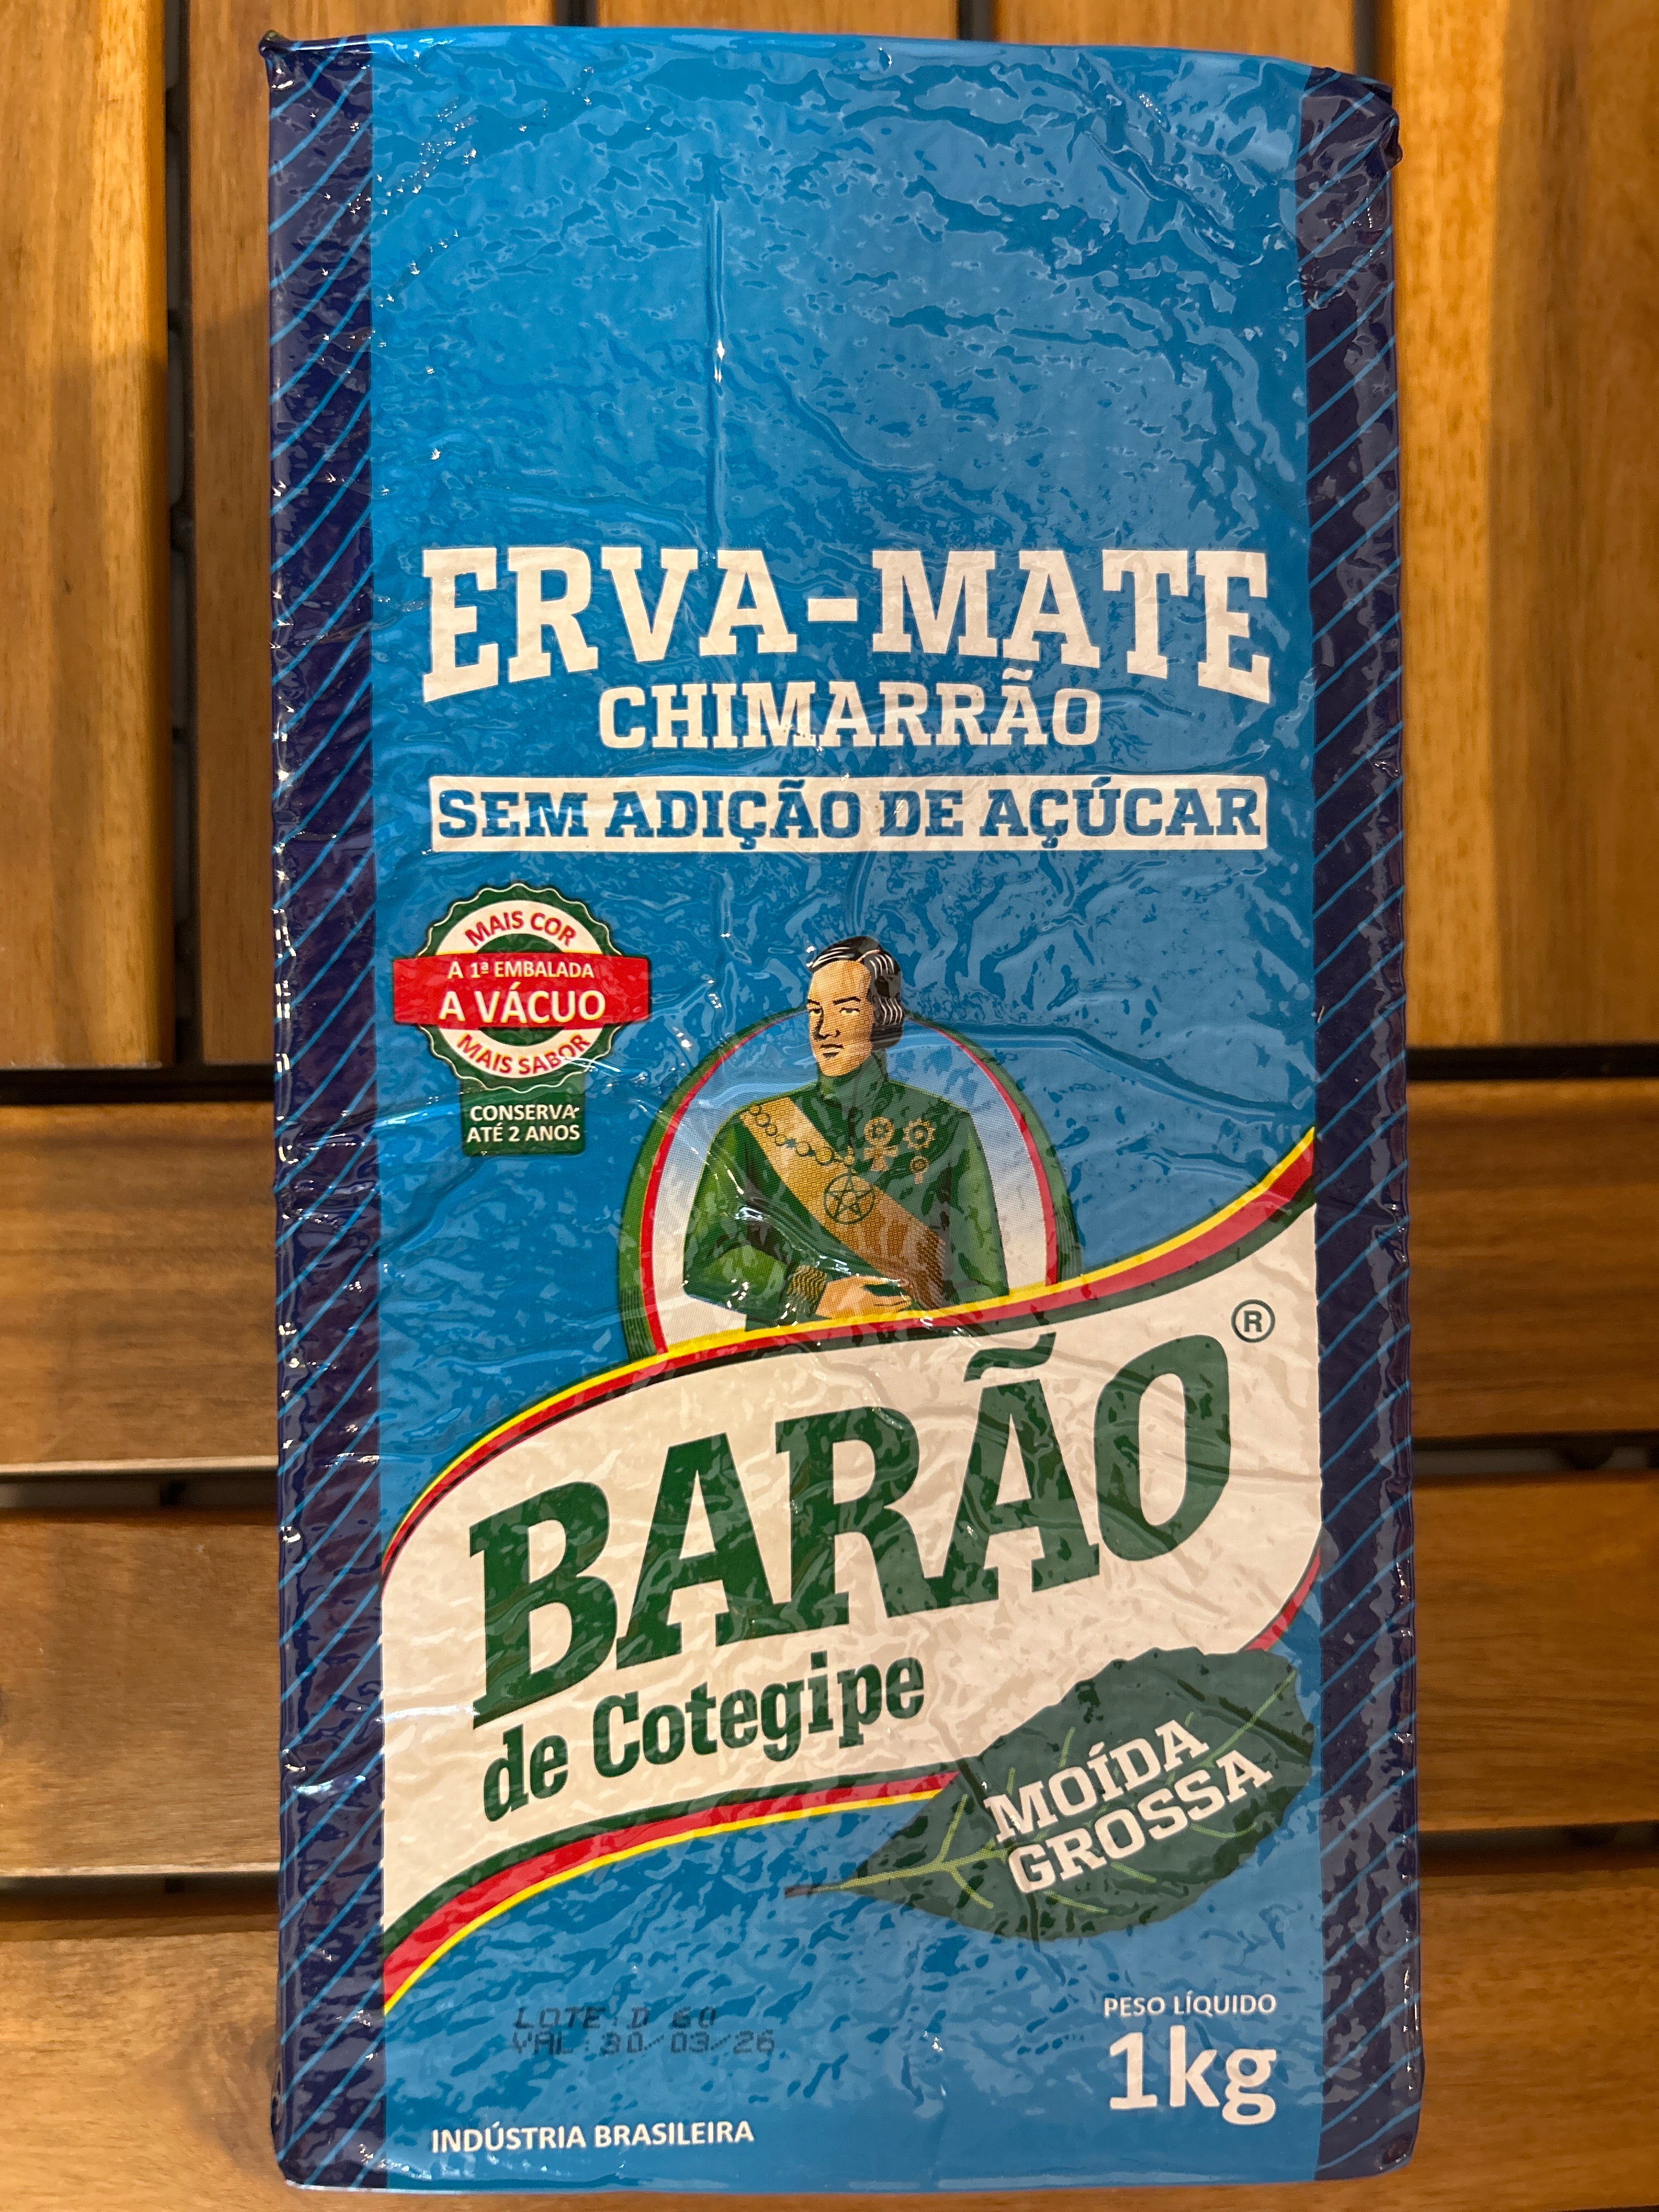 ERVA-MATE
CHIMARRÃO
SEM ADIÇÃO DE AÇÚCAR
MAIS COR
A 1ª EMBALADA
A VÁCUO
MAIS SABOR
CONSERVA
ATÉ 2 ANOS
BARÃO®
de Cotegipe
MOÍDA
GROSSA
LOTE:D 60
VAL:30/03/26
PESO LÍQUIDO
1kg
INDÚSTRIA BRASILEIRA